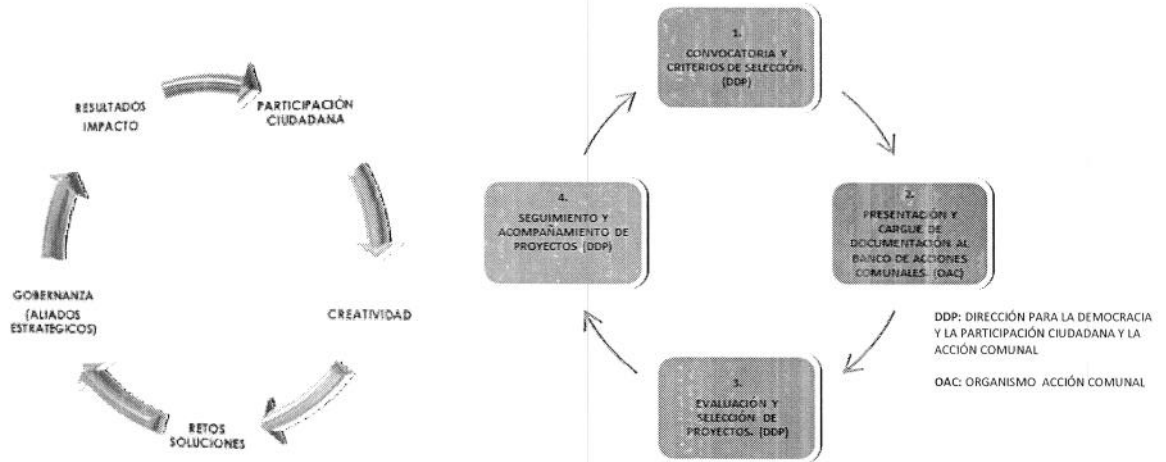 RESULTADOS
IMPACTO
PARTICIPACIÓN
CIUDADANA
CREATIVIDAD
RETOS
SOLUCIONES
GOBERNANZA
(ALIADOS
ESTRATÉGICOS)
1.
CONVOCATORIA Y
CRITERIOS DE SELECCIÓN.
(DDP)
2.
PRESENTACIÓN Y
CARGUE DE
DOCUMENTACIÓN AL
BANCO DE ACCIONES
COMUNALES. (OAC)
3.
EVALUACIÓN Y
SELECCIÓN DE
PROYECTOS. (DDP)
4.
SEGUIMIENTO Y
ACOMPAÑAMIENTO DE
PROYECTOS (DDP)
DDP: DIRECCIÓN PARA LA DEMOCRACIA
Y LA PARTICIPACIÓN CIUDADANA Y LA
ACCIÓN COMUNAL
OAC: ORGANISMO ACCIÓN COMUNAL